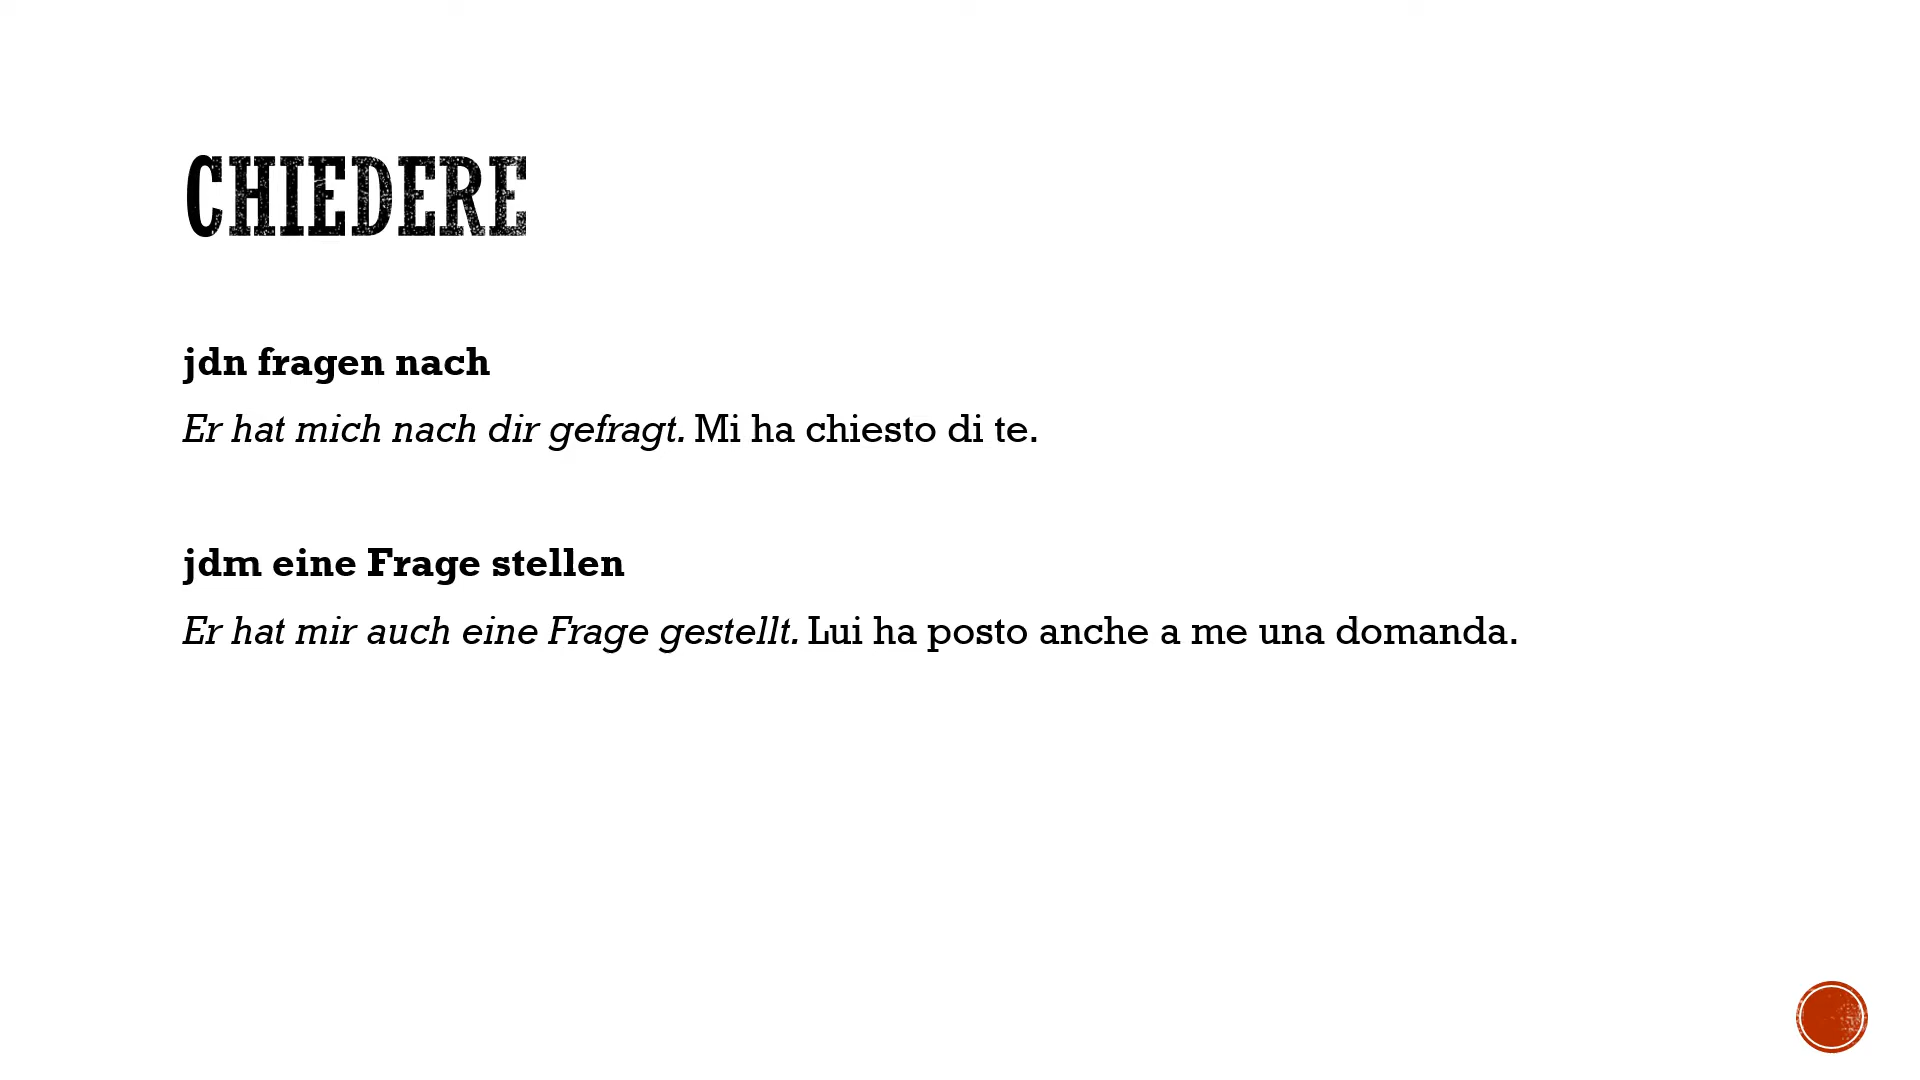 CHIEDERE
jdn fragen nach
Er hat mich nach dir gefragt. Mi ha chiesto di te.
jdm eine Frage stellen
Er hat mir auch eine Frage gestellt. Lui ha posto anche a me una domanda.